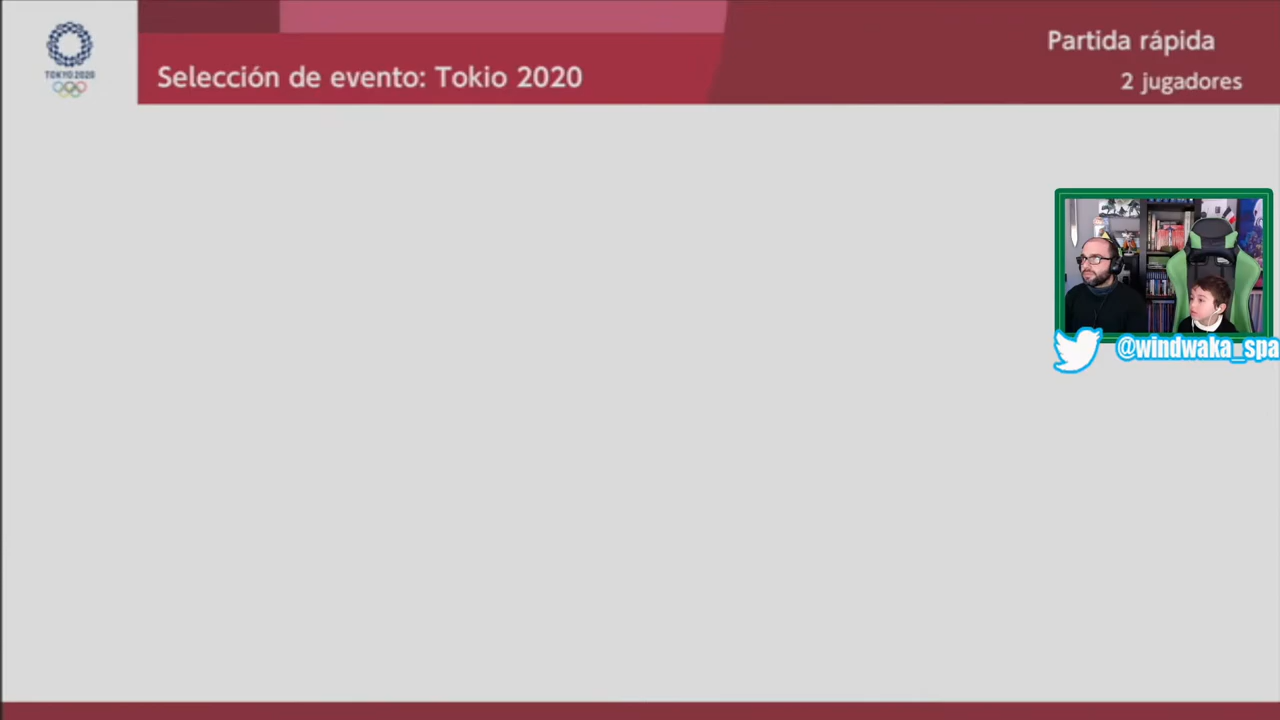 TOKYO 2020
Selección de evento: Tokio 2020
Partida rápida
2 jugadores
@windwaka_spa